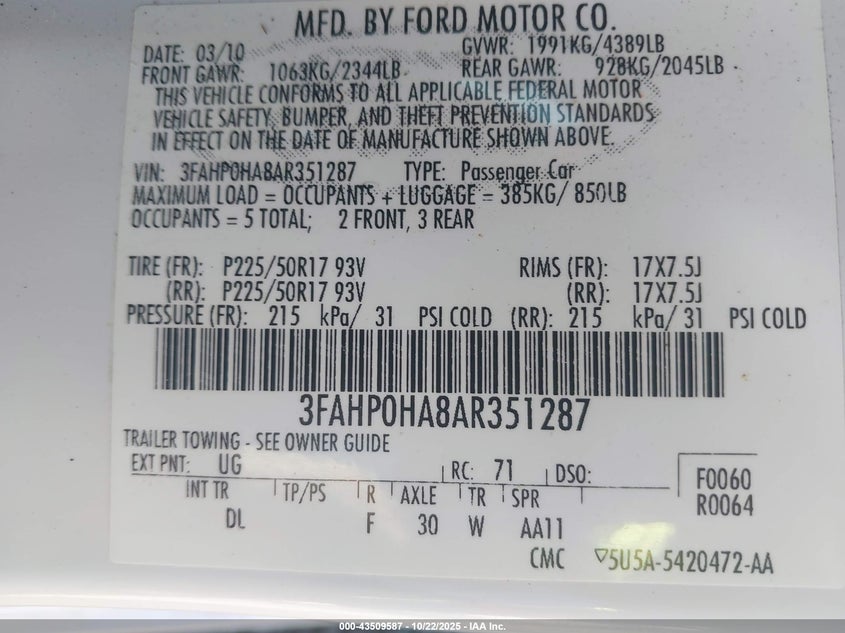 MFD. BY FORD MOTOR CO.
DATE: 03/10 GVWR: 1991KG/4389LB
FRONT GAWR: 1063KG/2344LB REAR GAWR: 928KG/2045LB
THIS VEHICLE CONFORMS TO ALL APPLICABLE FEDERAL MOTOR
VEHICLE SAFETY, BUMPER, AND THEFT PREVENTION STANDARDS
IN EFFECT ON THE DATE OF MANUFACTURE SHOWN ABOVE.
VIN: 3FAHP0HA8AR351287 TYPE: Passenger Car
MAXIMUM LOAD = OCCUPANTS + LUGGAGE = 385KG/ 850LB
OCCUPANTS = 5 TOTAL; 2 FRONT, 3 REAR
TIRE (FR): P225/50R17 93V RIMS (FR): 17X7.5J
(RR): P225/50R17 93V (RR): 17X7.5J
PRESSURE (FR): 215 kPa/ 31 PSI COLD (RR): 215 kPa/ 31 PSI COLD
3FAHP0HA8AR351287
TRAILER TOWING - SEE OWNER GUIDE
EXT PNT: UG RC: 71 DSO: F0060
INT TR TP/PS R AXLE TR SPR R0064
DL F 30 W AA11
CMC 5U5A-5420472-AA
000-43509587 - 10/22/2025 - IAA Inc.